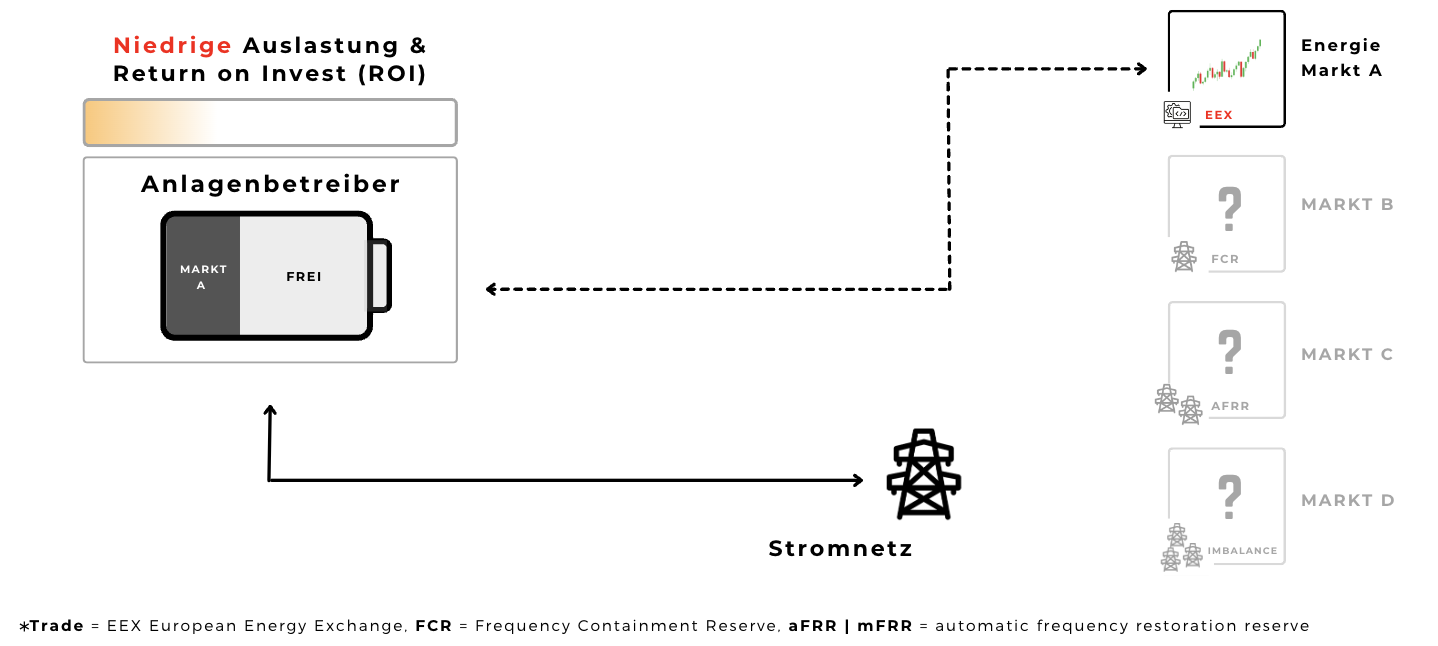 Niedrige Auslastung &
Return on Invest (ROI)
Anlagenbetreiber
MARKT
A
FREI
Stromnetz
Energie
Markt A
EEX
?
MARKT B
FCR
?
MARKT C
AFRR
?
MARKT D
IMBALANCE
*Trade = EEX European Energy Exchange, FCR = Frequency Containment Reserve, aFRR | mFRR = automatic frequency restoration reserve